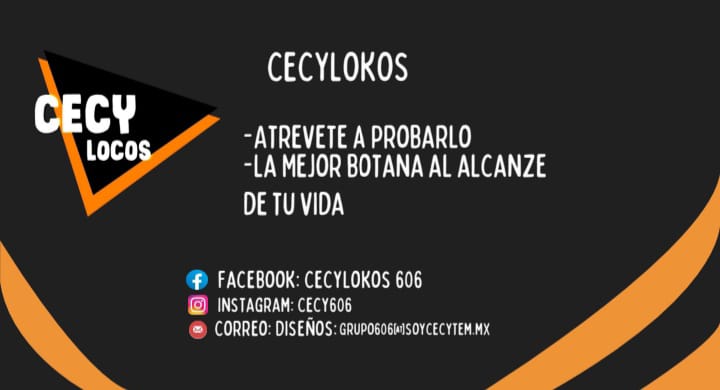 CECY
LOCOS
CECYLOKOS
-ATREVETE A PROBARLO
-LA MEJOR BOTANA AL ALCANZE
DE TU VIDA
FACEBOOK: CECYLOKOS 606
INSTAGRAM: CECY606
CORREO: DISEÑOS: GRUPO606[@]SOYCECYTEM.MX